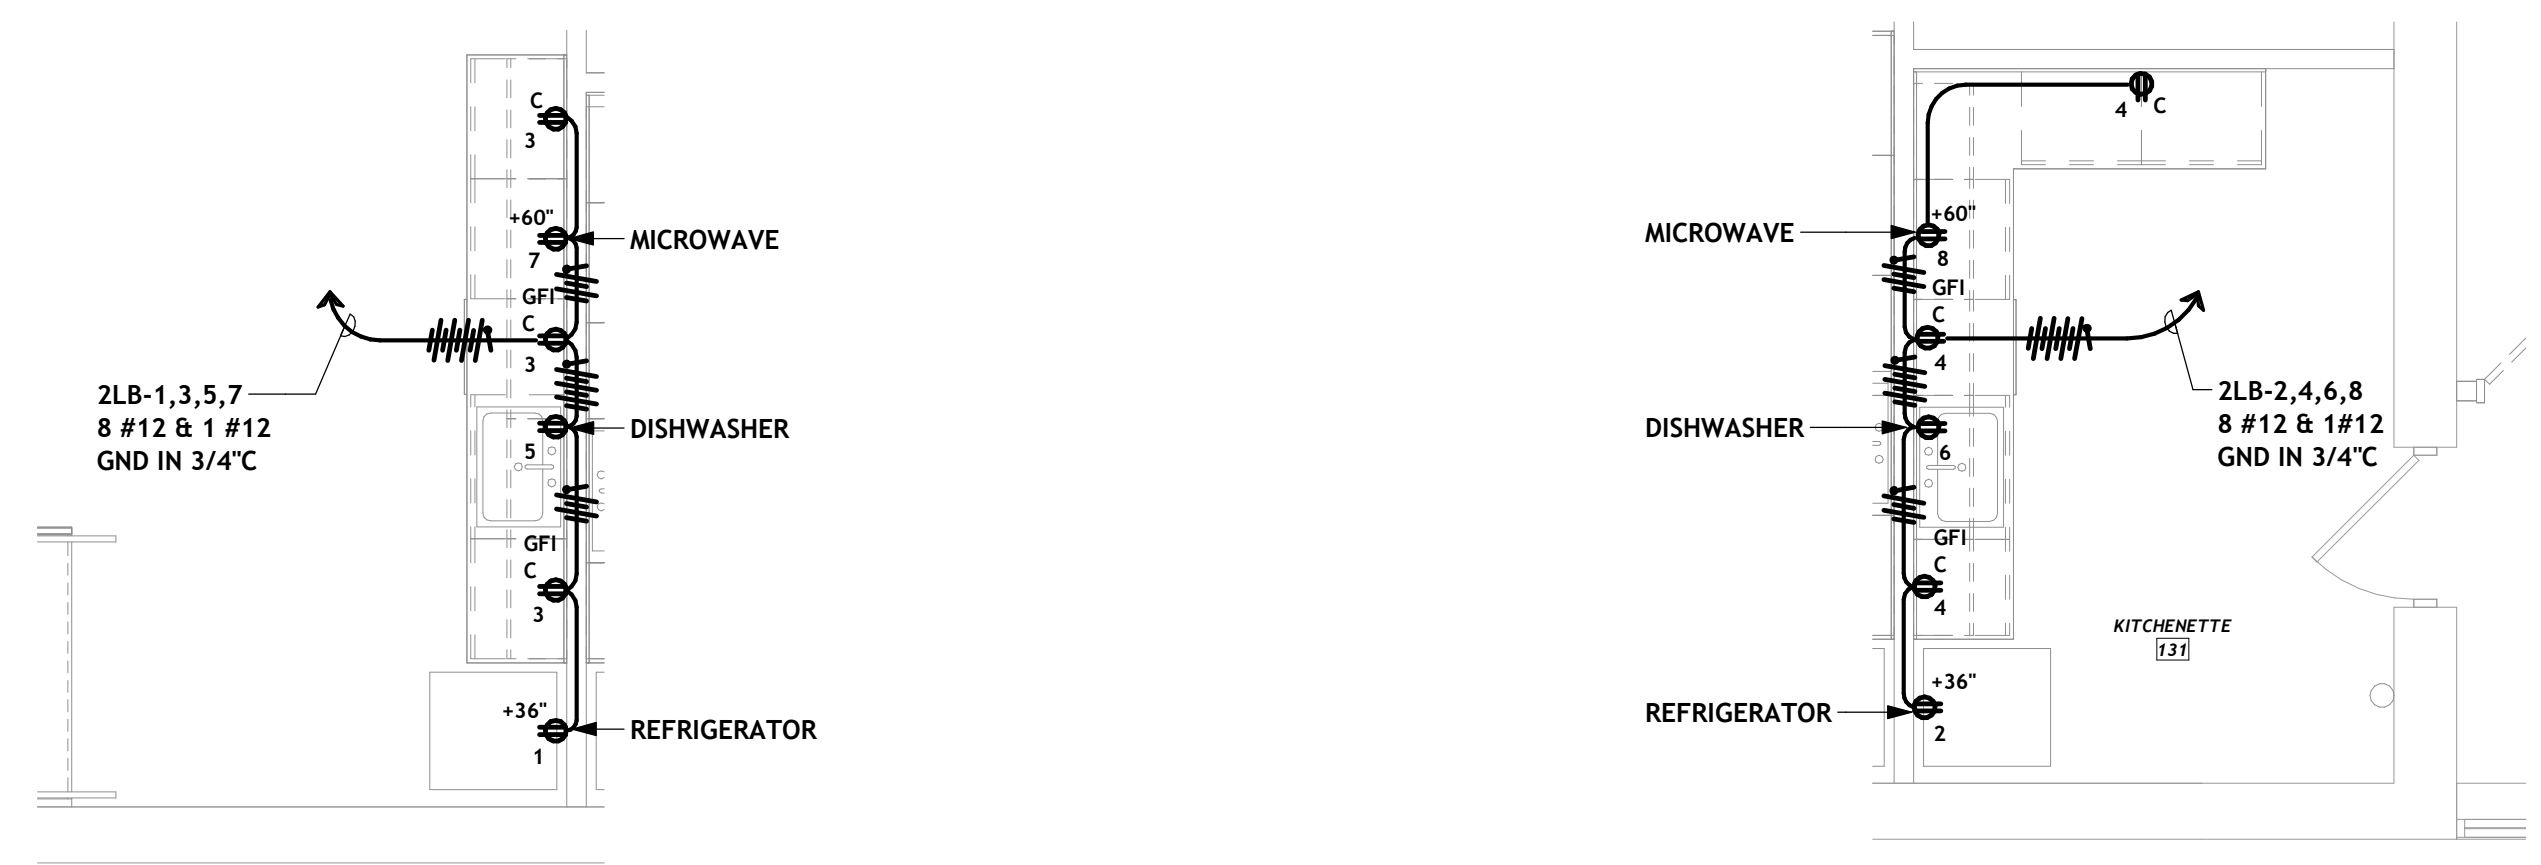 C
3
+60"
7
MICROWAVE
GFI
C
3
2LB-1,3,5,7
8 #12 & 1 #12
GND IN 3/4"C
DISHWASHER
5
GFI
C
3
+36"
REFRIGERATOR
1
4 C
+60"
MICROWAVE
8
GFI
C
4
2LB-2,4,6,8
8 #12 & 1#12
GND IN 3/4"C
DISHWASHER
6
GFI
C
4
KITCHENETTE
131
+36"
REFRIGERATOR
2